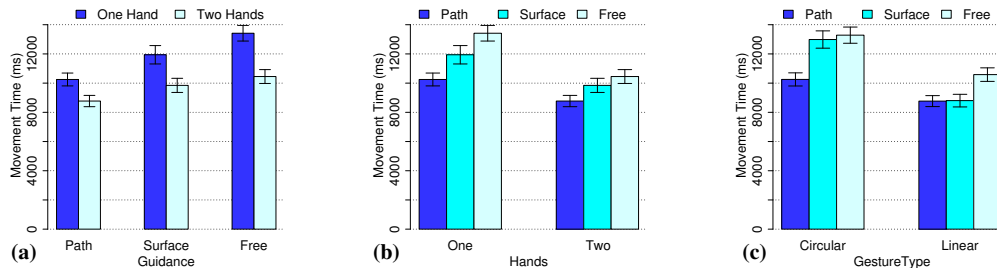 One Hand Two Hands
Movement Time (ms)
0 4000 8000 12000
Path Surface Free
Guidance
(a)
Path Surface Free
Movement Time (ms)
0 4000 8000 12000
One Two
Hands
(b)
Path Surface Free
Movement Time (ms)
0 4000 8000 12000
Circular Linear
GestureType
(c)